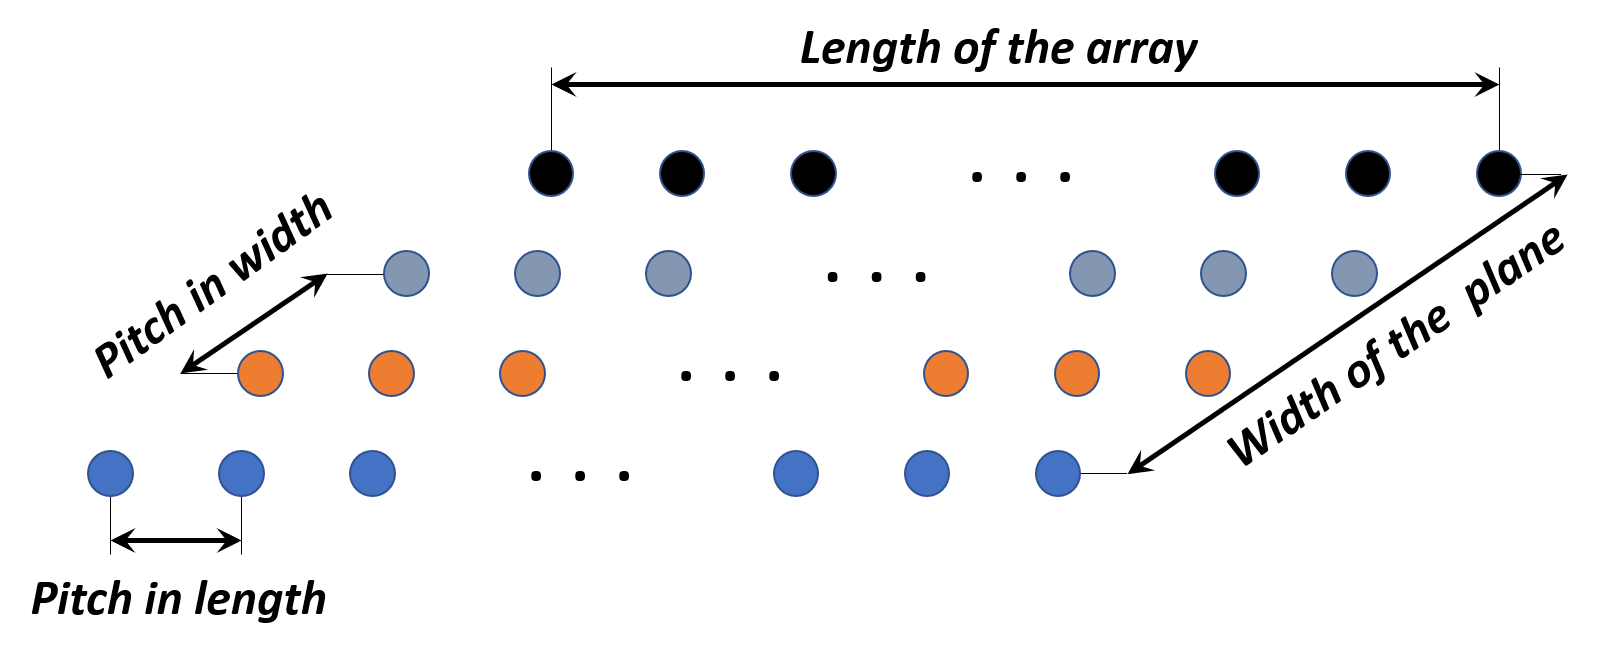 Length of the array
Pitch in width
Width of the plane
Pitch in length